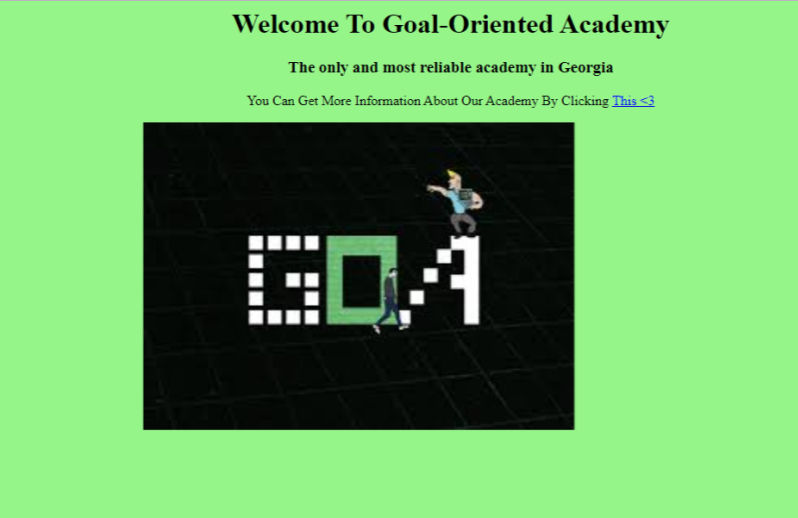 Welcome To Goal-Oriented Academy
The only and most reliable academy in Georgia
You Can Get More Information About Our Academy By Clicking This <3
GOA